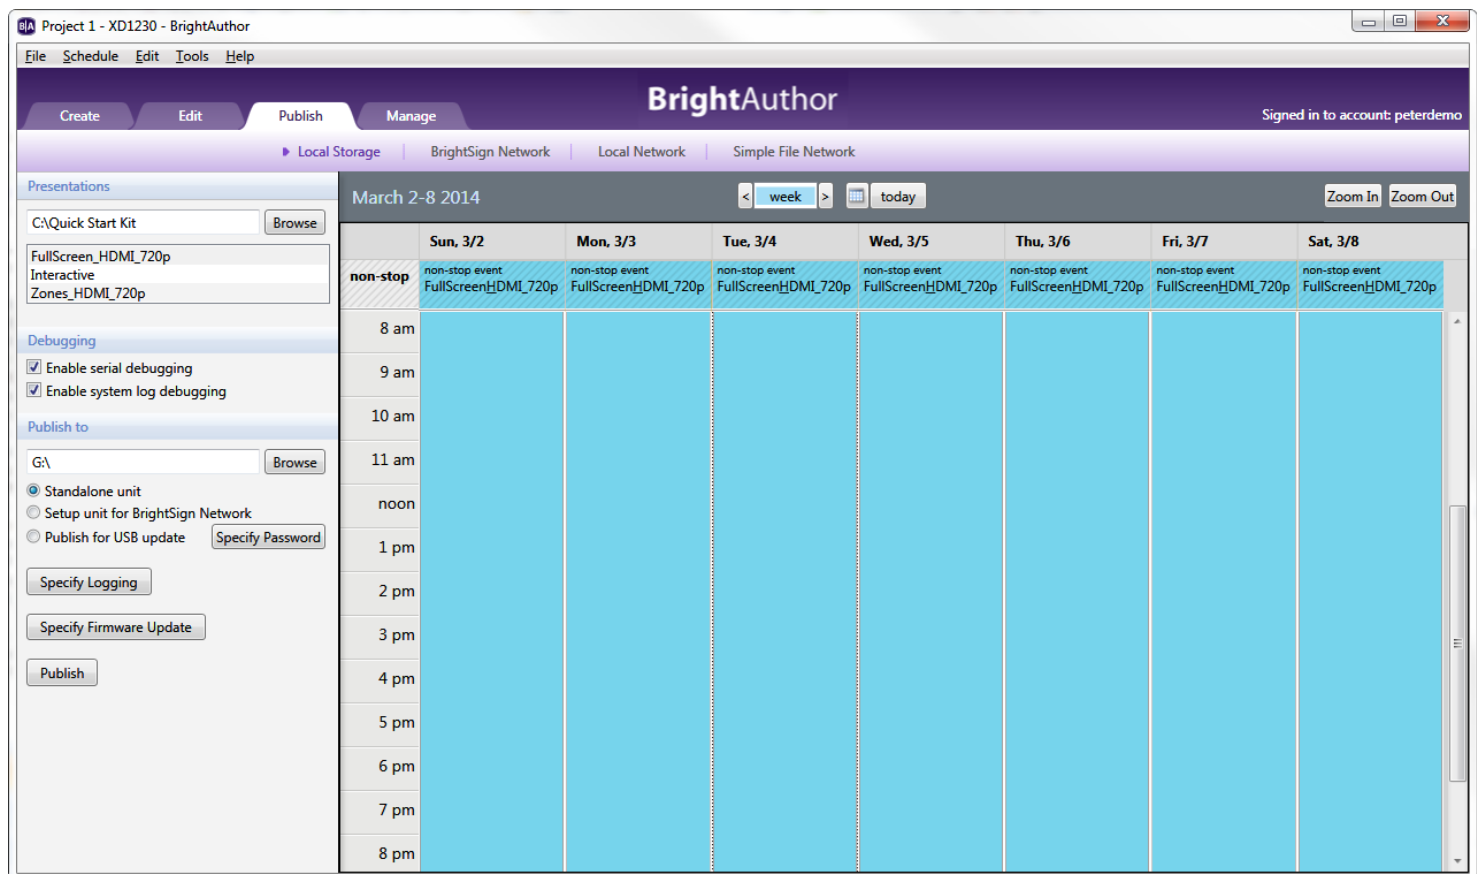 B|A Project 1 - XD1230 - BrightAuthor
File Schedule Edit Tools Help
BrightAuthor
Create Edit Publish Manage
Signed in to account: peterdemo
Local Storage BrightSign Network Local Network Simple File Network
Presentations
C:\Quick Start Kit Browse
FullScreen_HDMI_720p
Interactive
Zones_HDMI_720p
Debugging
Enable serial debugging
Enable system log debugging
Publish to
G:\ Browse
Standalone unit
Setup unit for BrightSign Network
Publish for USB update Specify Password
Specify Logging
Specify Firmware Update
Publish
March 2-8 2014 < week > today Zoom In Zoom Out
Sun, 3/2 Mon, 3/3 Tue, 3/4 Wed, 3/5 Thu, 3/6 Fri, 3/7 Sat, 3/8
non-stop
non-stop event non-stop event non-stop event non-stop event non-stop event non-stop event non-stop event
FullScreenHDMI_720p FullScreenHDMI_720p FullScreenHDMI_720p FullScreenHDMI_720p FullScreenHDMI_720p FullScreenHDMI_720p FullScreenHDMI_720p
8 am
9 am
10 am
11 am
noon
1 pm
2 pm
3 pm
4 pm
5 pm
6 pm
7 pm
8 pm